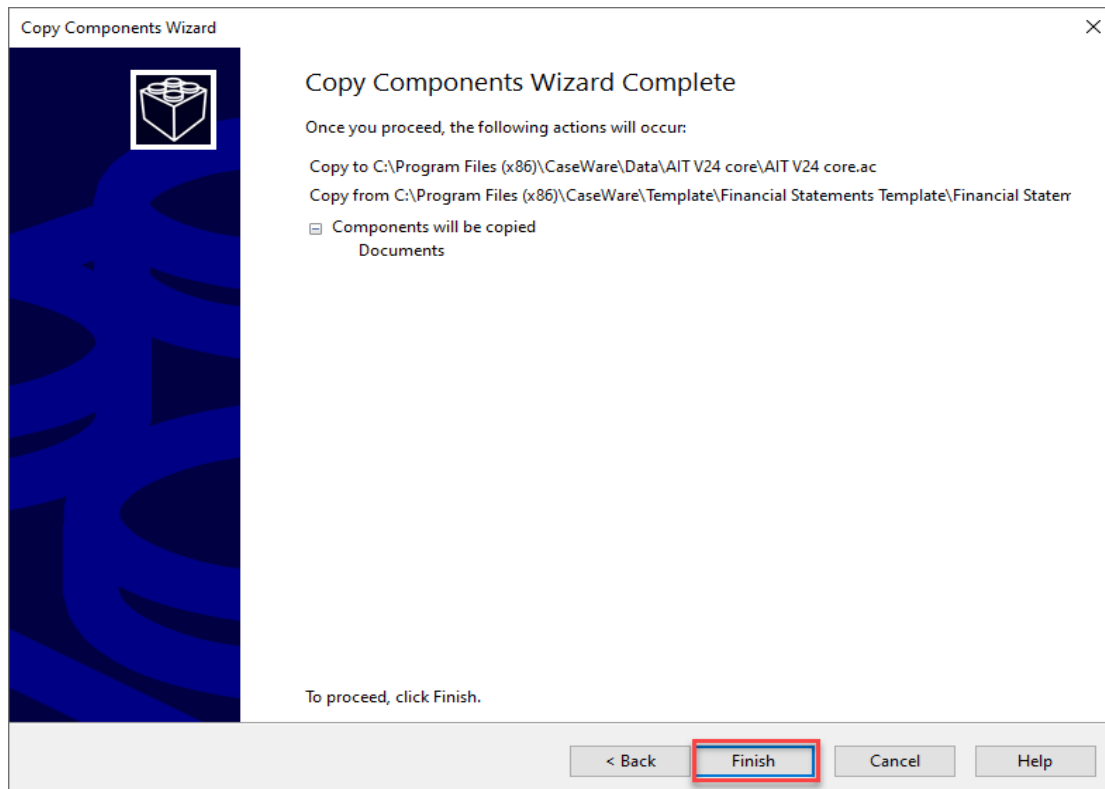 Copy Components Wizard
Copy Components Wizard Complete
Once you proceed, the following actions will occur:
Copy to C:\Program Files (x86)\CaseWare\Data\AIT V24 core\AIT V24 core.ac
Copy from C:\Program Files (x86)\CaseWare\Template\Financial Statements Template\Financial Statem
Components will be copied
Documents
To proceed, click Finish.
< Back Finish Cancel Help